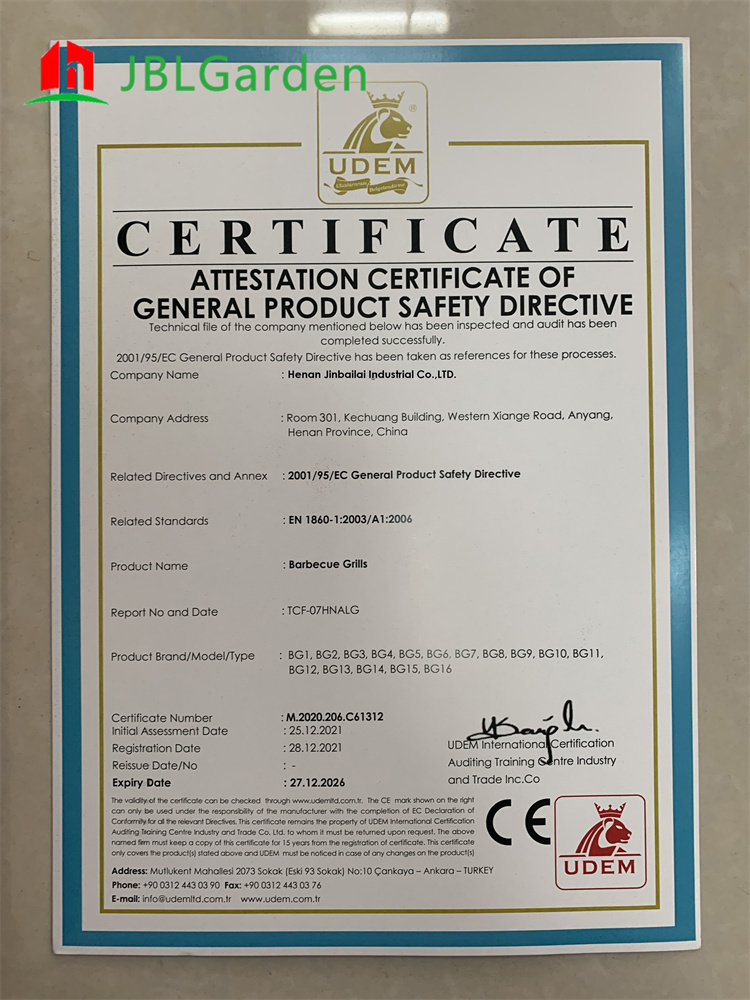 JBLGarden
®
UDEM
CERTIFICATE
ATTESTATION CERTIFICATE OF
GENERAL PRODUCT SAFETY DIRECTIVE
Technical file of the company mentioned below has been inspected and audit has been
completed successfully.
2001/95/EC General Product Safety Directive has been taken as references for these processes.
Company Name : Henan Jinbailai Industrial Co.,LTD.
Company Address : Room 301, Kechuang Building, Western Xiange Road, Anyang,
Henan Province, China
Related Directives and Annex : 2001/95/EC General Product Safety Directive
Related Standards : EN 1860-1:2003/A1:2006
Product Name : Barbecue Grills
Report No and Date : TCF-07HNALG
Product Brand/Model/Type : BG1, BG2, BG3, BG4, BG5, BG6, BG7, BG8, BG9, BG10, BG11,
BG12, BG13, BG14, BG15, BG16
Certificate Number : M.2020.206.C61312
Initial Assessment Date : 25.12.2021
Registration Date : 28.12.2021
Reissue Date/No : -
Expiry Date : 27.12.2026
UDEM International Certification
Auditing Training Centre Industry
and Trade Inc.Co
The validity of the certificate can be checked through www.udemltd.com.tr. The CE mark shown on the right
can only be used under the responsibility of the manufacturer with the completion of EC Declaration of
Conformity for all the relevant Directives. This certificate remains the property of UDEM International Certification
Auditing Training Centre Industry and Trade Co. Ltd. to whom it must be returned upon request. The above
named firm must keep a copy of this certificate for 15 years from the registration of certificate. This certificate
only covers the product(s) stated above and UDEM must be noticed in case of any changes on the product(s)
CE
UDEM
Address: Mutlukent Mahallesi 2073 Sokak (Eski 93 Sokak) No:10 Çankaya – Ankara – TURKEY
Phone: +90 0312 443 03 90 Fax: +90 0312 443 03 76
E-mail: info@udemltd.com.tr www.udem.com.tr